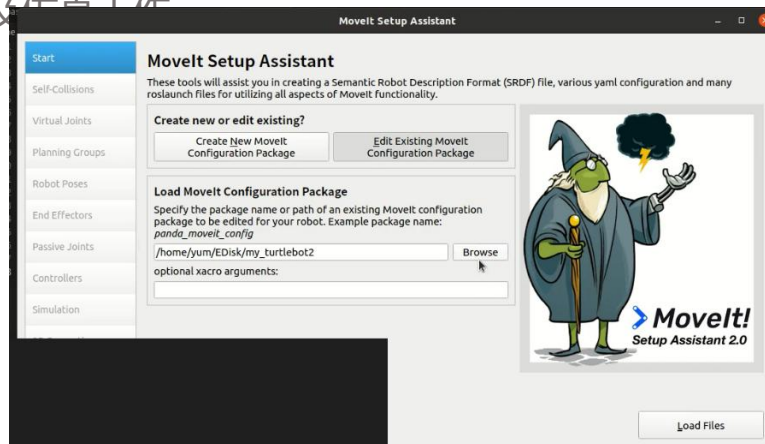 及仿真工作
MoveIt Setup Assistant
Start
Self-Collisions
Virtual Joints
Planning Groups
Robot Poses
End Effectors
Passive Joints
Controllers
Simulation
MoveIt Setup Assistant
These tools will assist you in creating a Semantic Robot Description Format (SRDF) file, various yaml configuration and many
roslaunch files for utilizing all aspects of MoveIt functionality.
Create new or edit existing?
Create New MoveIt
Configuration Package
Edit Existing MoveIt
Configuration Package
Load MoveIt Configuration Package
Specify the package name or path of an existing MoveIt configuration
package to be edited for your robot. Example package name:
panda_moveit_config
/home/yum/EDisk/my_turtlebot2
Browse
optional xacro arguments:
MoveIt!
Setup Assistant 2.0
Load Files